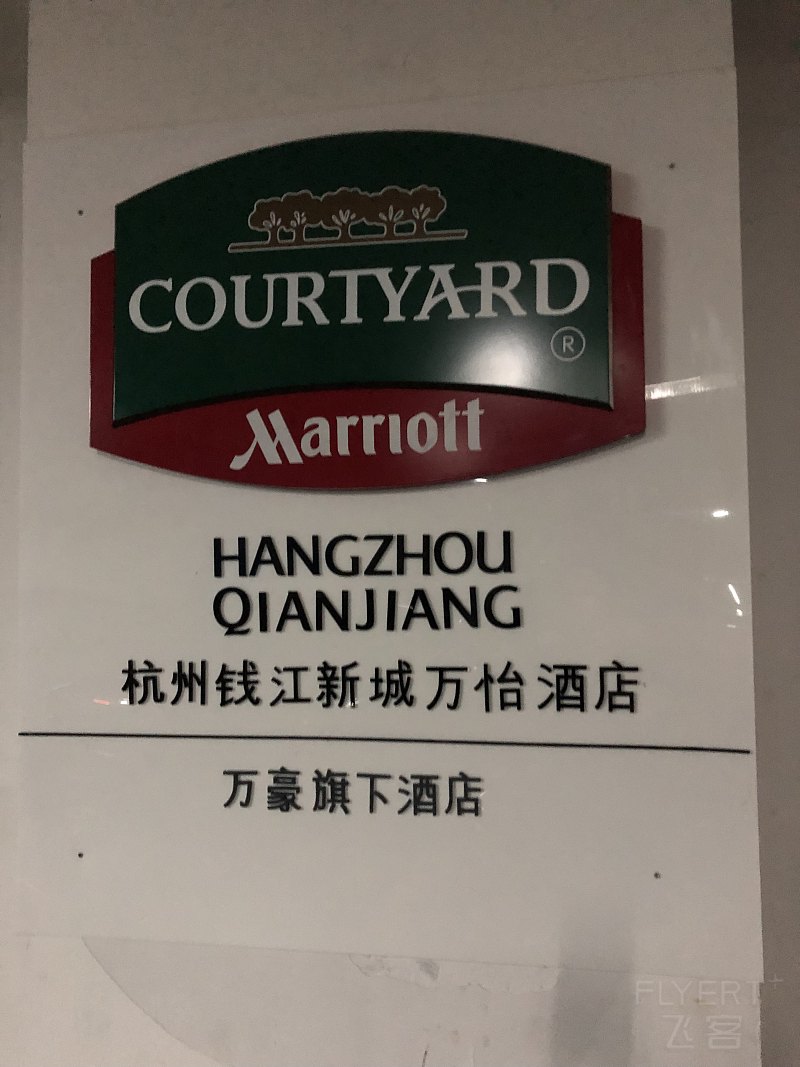 COURTYARD
®
Marriott
HANGZHOU
QIANJIANG
杭州钱江新城万怡酒店
万豪旗下酒店
FLYERT+
飞客